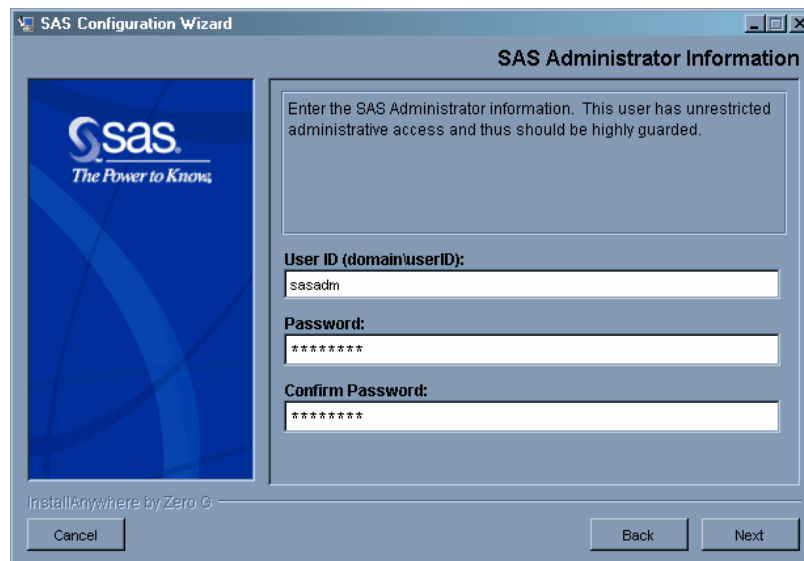 SAS Configuration Wizard
SAS Administrator Information
sas.
The Power to Know.
Enter the SAS Administrator information. This user has unrestricted
administrative access and thus should be highly guarded.
User ID (domain\userID):
sasadm
Password:
********
Confirm Password:
********
InstallAnywhere by Zero G
Cancel
Back
Next